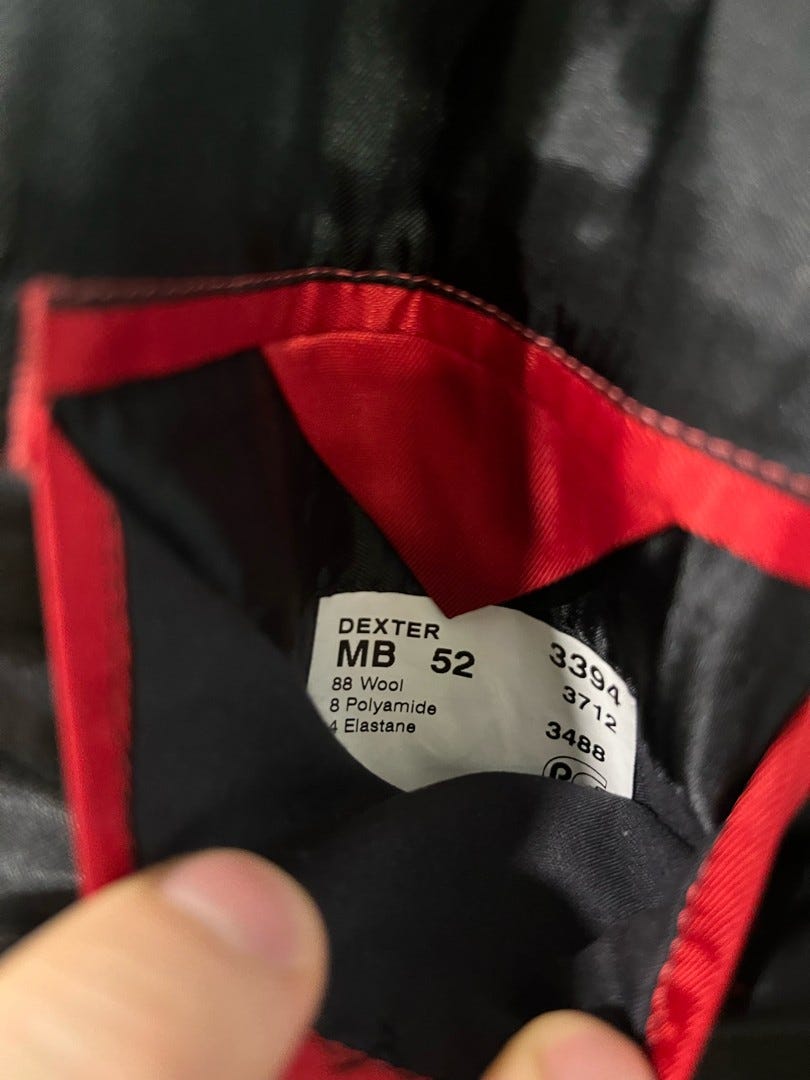 DEXTER
MB 52
88 Wool
8 Polyamide
4 Elastane
3394
3712
3488